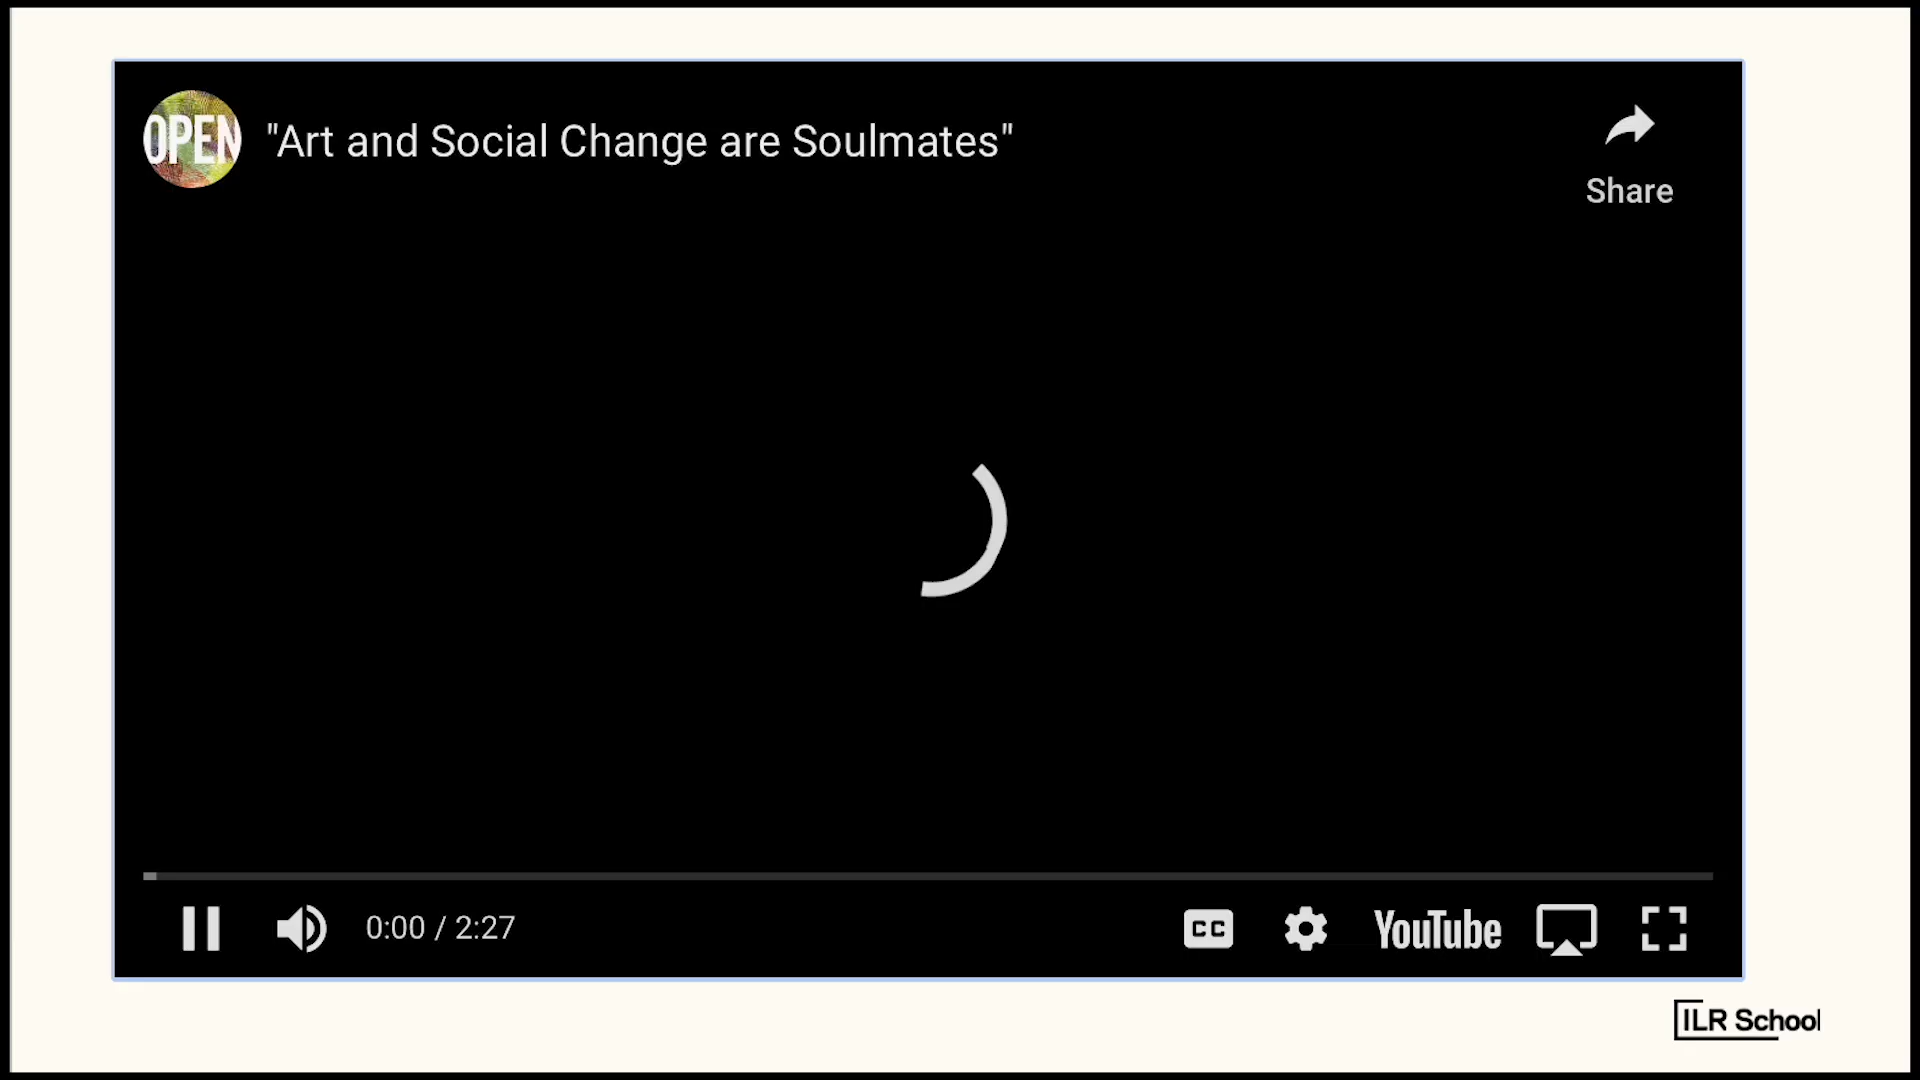 OPEN
"Art and Social Change are Soulmates"
Share
0:00 / 2:27
CC
YouTube
ILR School